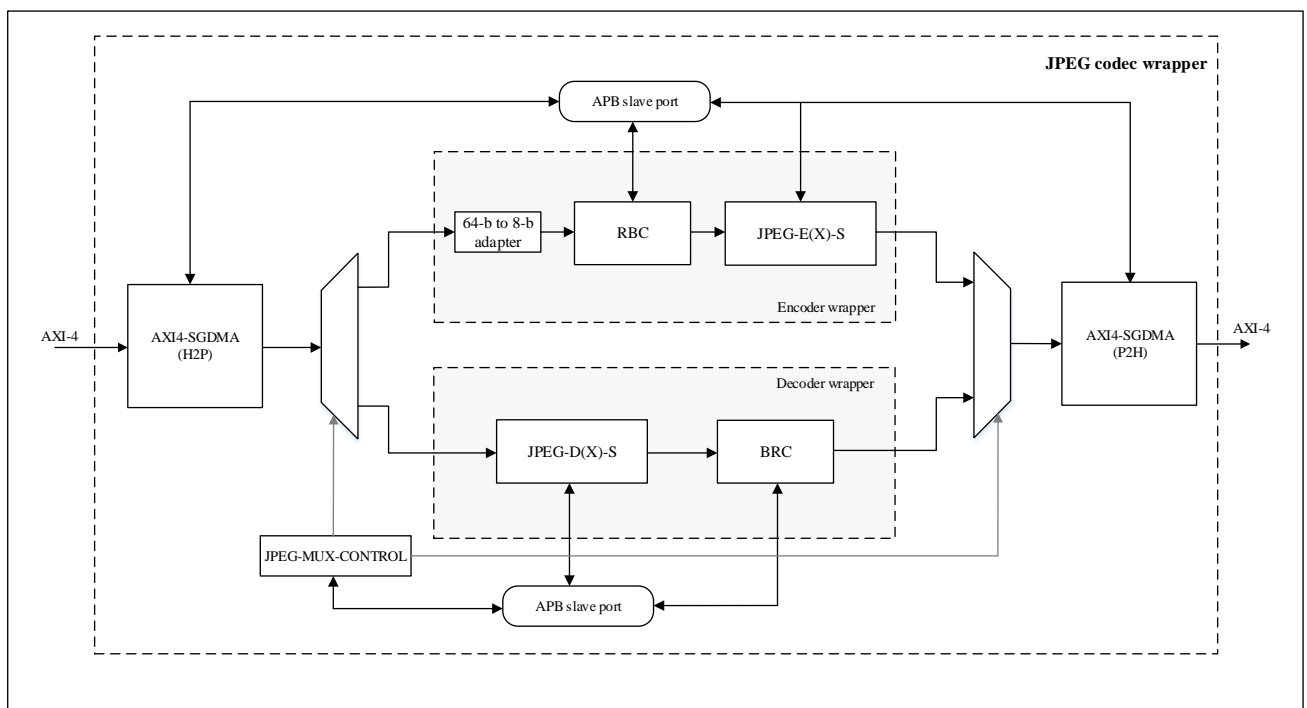 JPEG codec wrapper
APB slave port
64-b to 8-b
adapter
RBC
JPEG-E(X)-S
Encoder wrapper
AXI-4
AXI4-SGDMA
(H2P)
AXI4-SGDMA
(P2H)
AXI-4
Decoder wrapper
JPEG-D(X)-S
BRC
JPEG-MUX-CONTROL
APB slave port